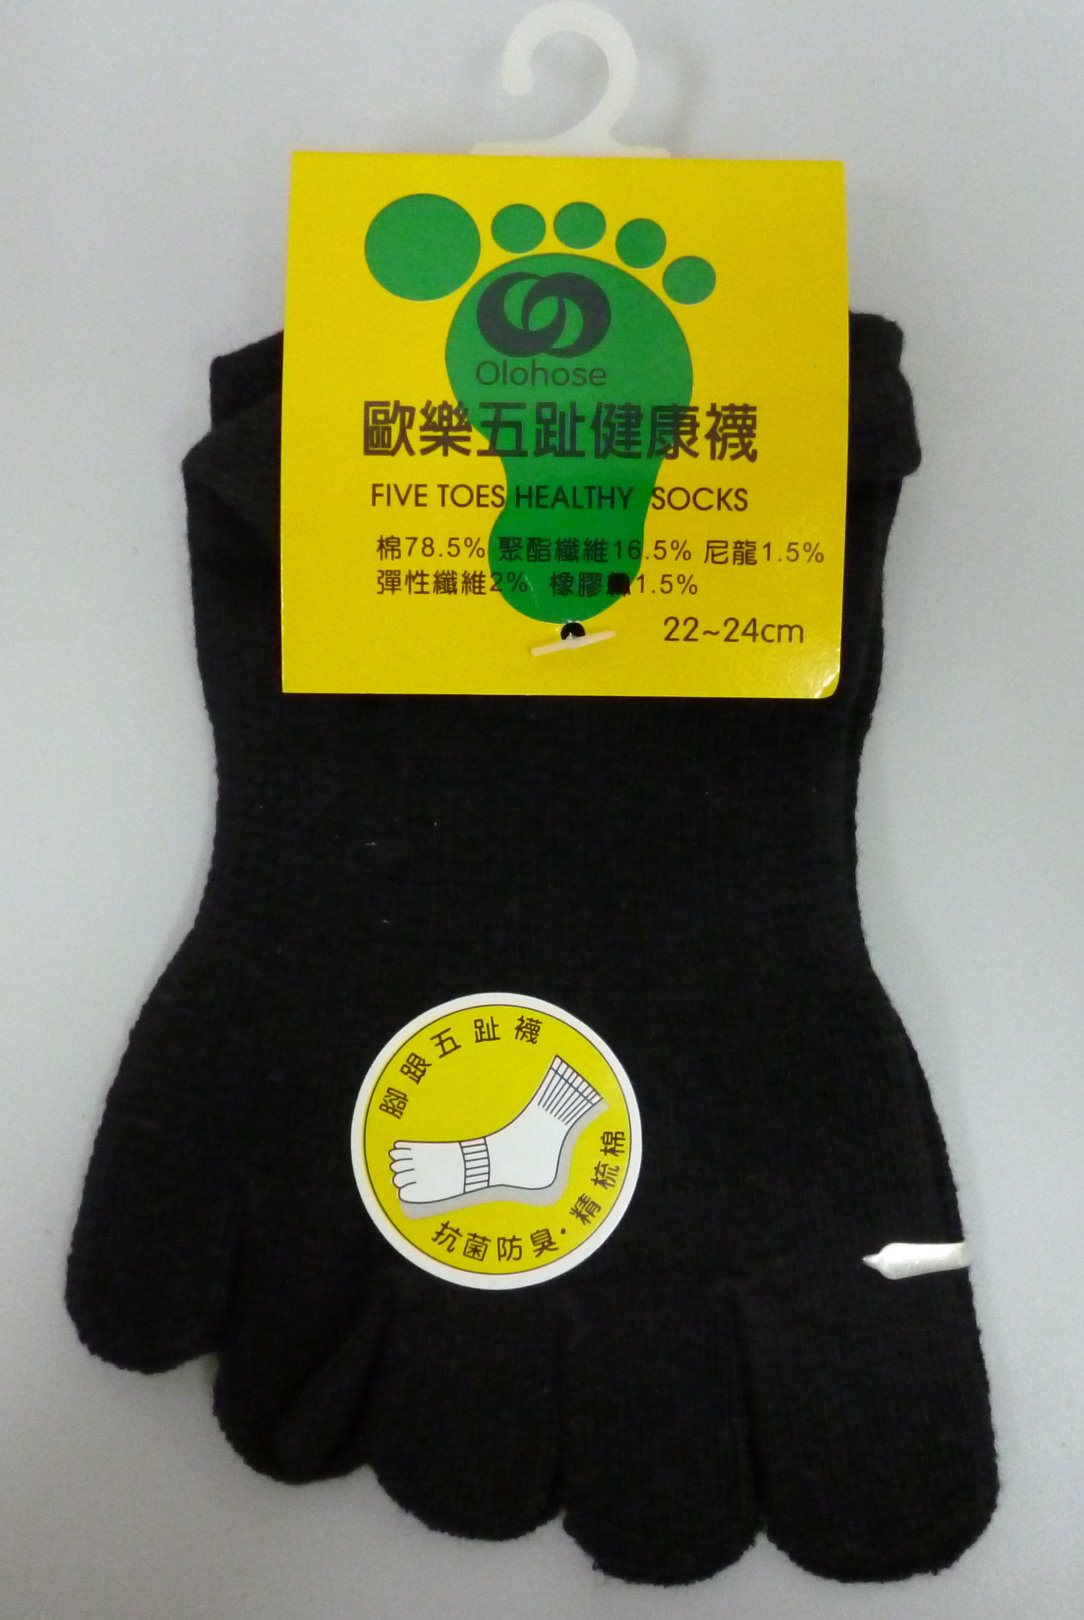 Olohose
歐樂五趾健康襪
FIVE TOES HEALTHY SOCKS
棉78.5% 聚酯纖維16.5% 尼龍1.5%
彈性纖維2% 橡膠 1.5%
22~24cm
腳跟五趾襪
抗菌防臭·精梳棉